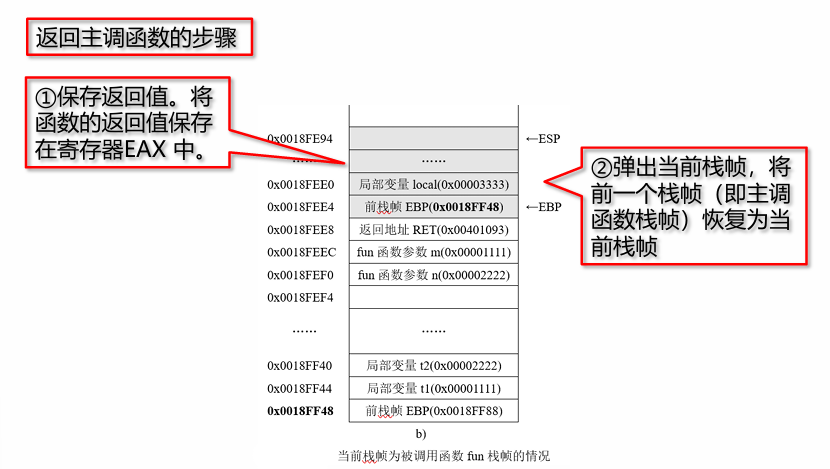 返回主调函数的步骤
①保存返回值。将
函数的返回值保存
在寄存器EAX 中。
②弹出当前栈帧，将
前一个栈帧（即主调
函数栈帧）恢复为当
前栈帧
0x0018FE94 ←ESP
…… ……
0x0018FEE0 局部变量 local(0x00003333)
0x0018FEE4 前栈帧 EBP(0x0018FF48) ←EBP
0x0018FEE8 返回地址 RET(0x00401093)
0x0018FEEC fun 函数参数 m(0x00001111)
0x0018FEF0 fun 函数参数 n(0x00002222)
0x0018FEF4
…… ……
0x0018FF40 局部变量 t2(0x00002222)
0x0018FF44 局部变量 t1(0x00001111)
0x0018FF48 前栈帧 EBP(0x0018FF88)
b)
当前栈帧为被调用函数 fun 栈帧的情况